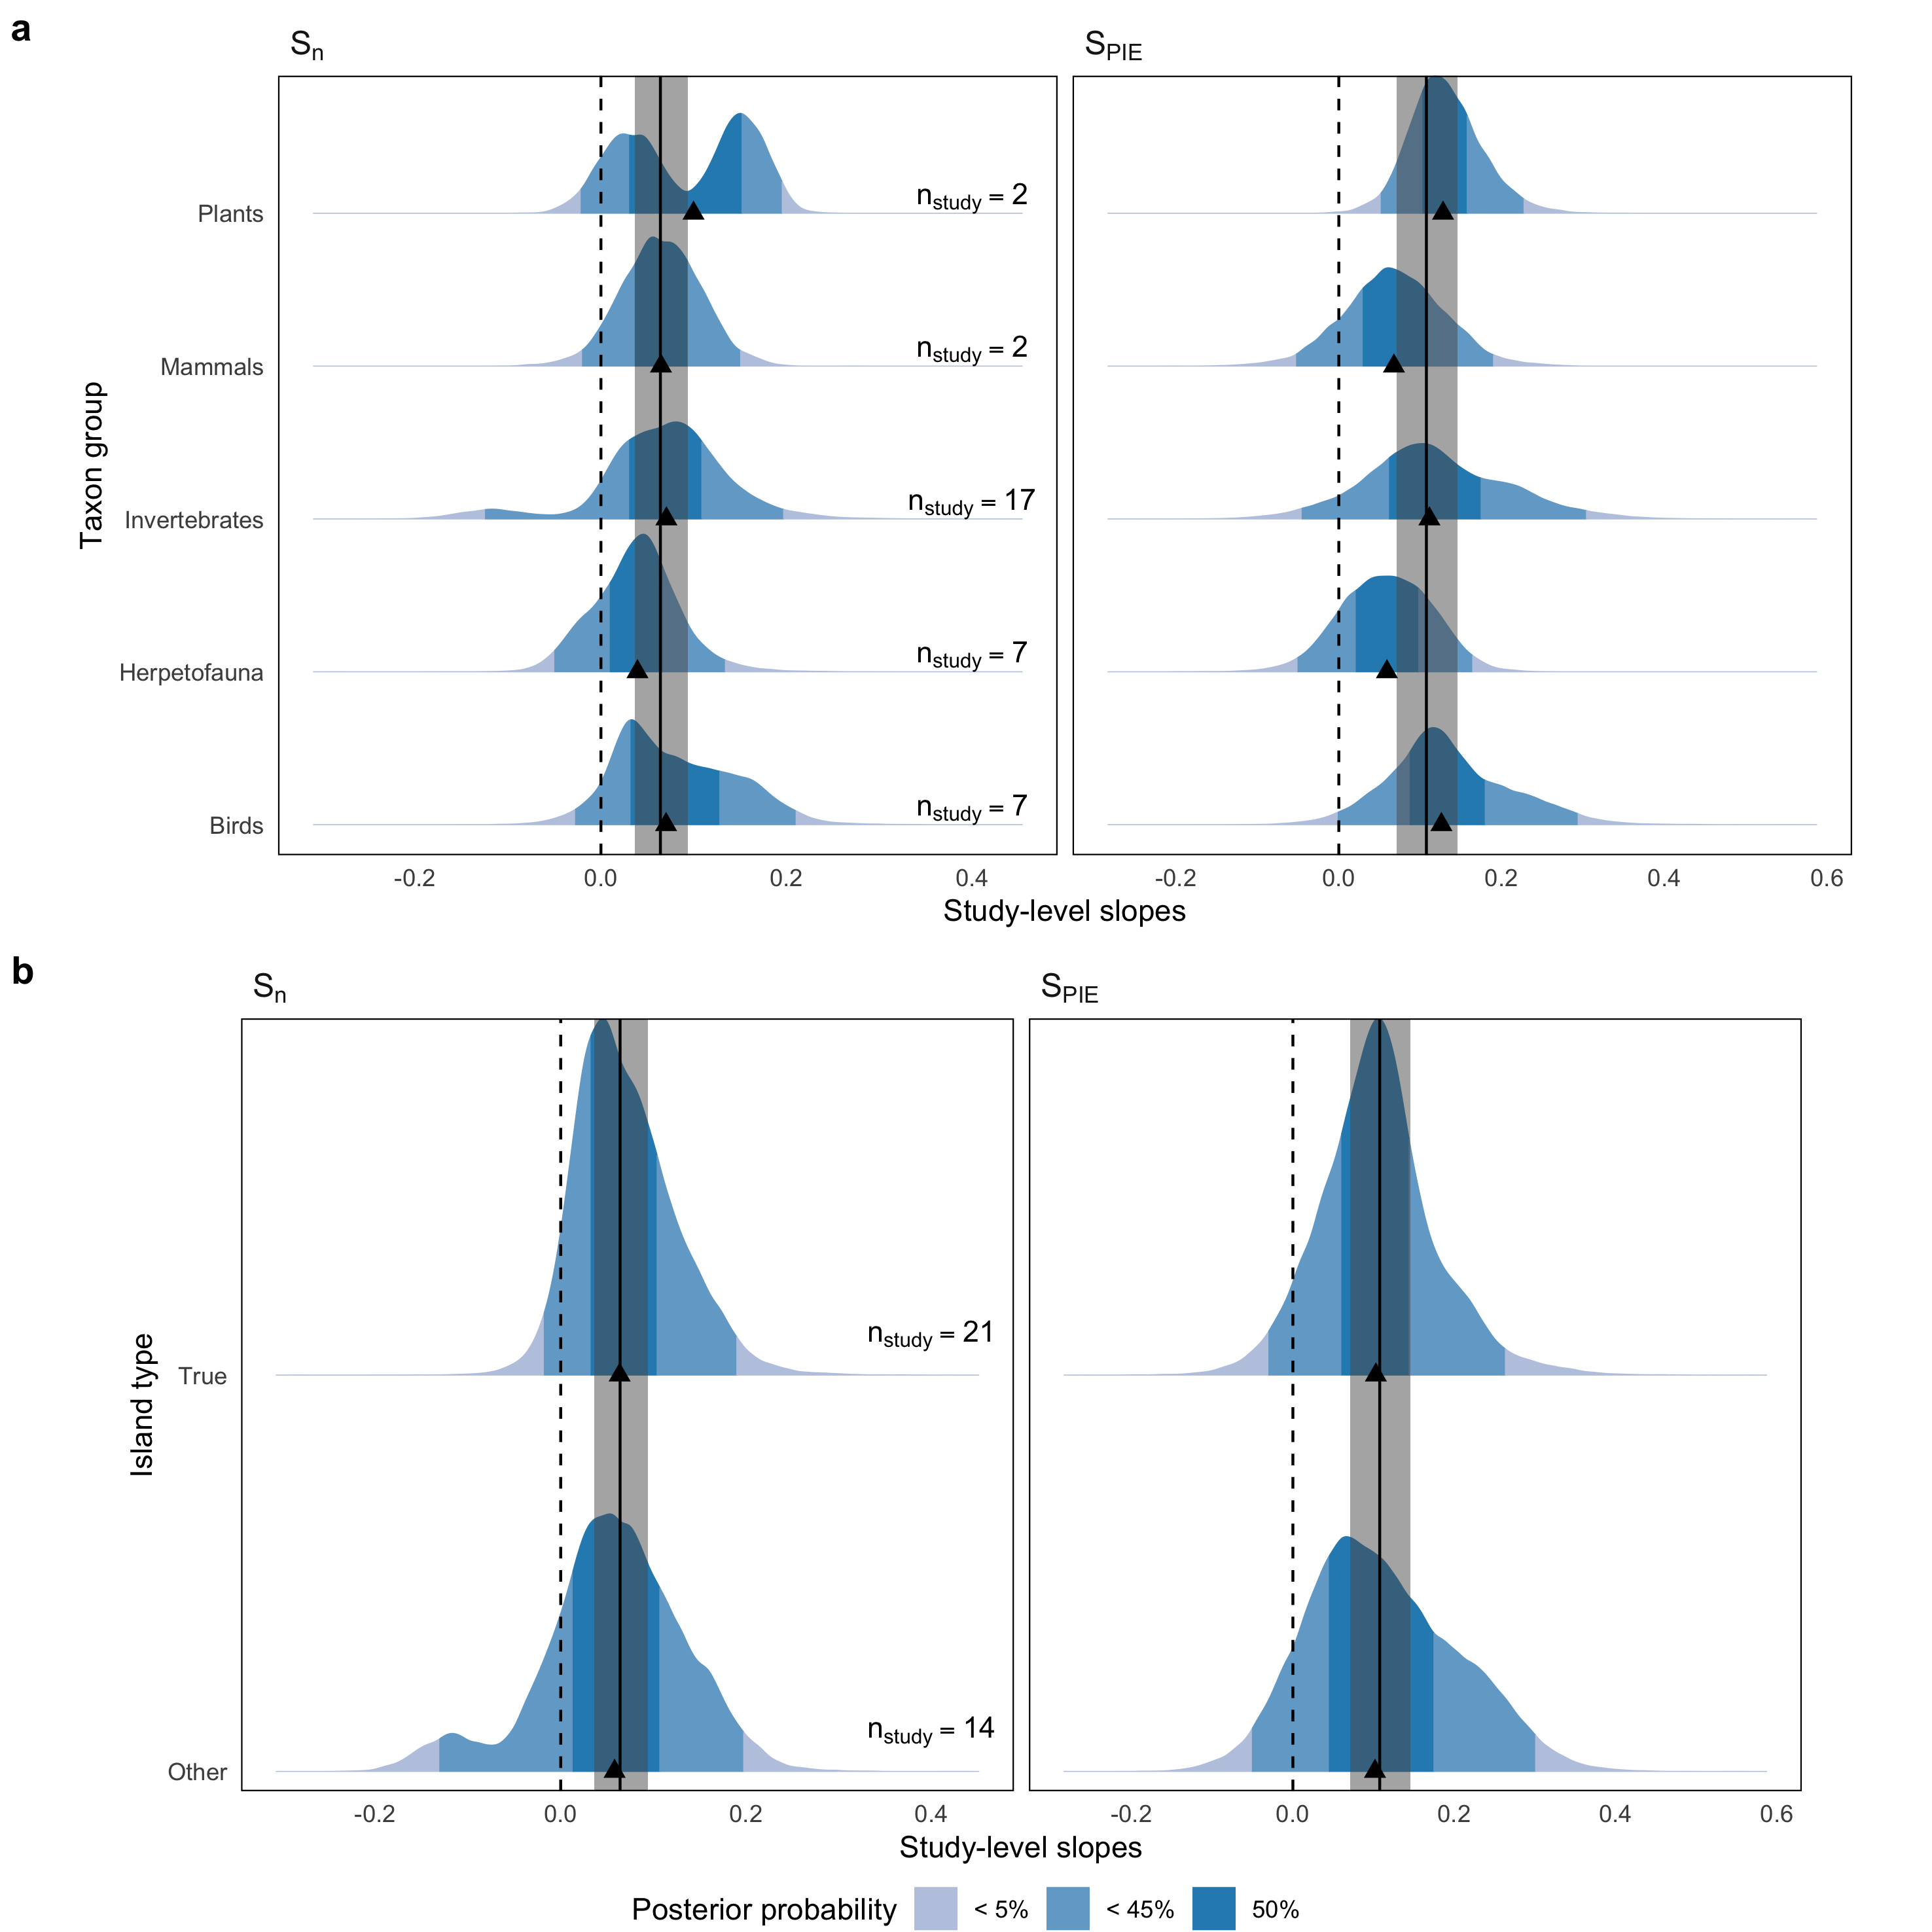 a
Sn
SPIE
Taxon group
Plants
nstudy = 2
Mammals
nstudy = 2
Invertebrates
nstudy = 17
Herpetofauna
nstudy = 7
Birds
nstudy = 7
-0.2 0.0 0.2 0.4
-0.2 0.0 0.2 0.4 0.6
Study-level slopes
b
Sn
SPIE
Island type
True
nstudy = 21
Other
nstudy = 14
-0.2 0.0 0.2 0.4
-0.2 0.0 0.2 0.4 0.6
Study-level slopes
Posterior probability < 5% < 45% 50%